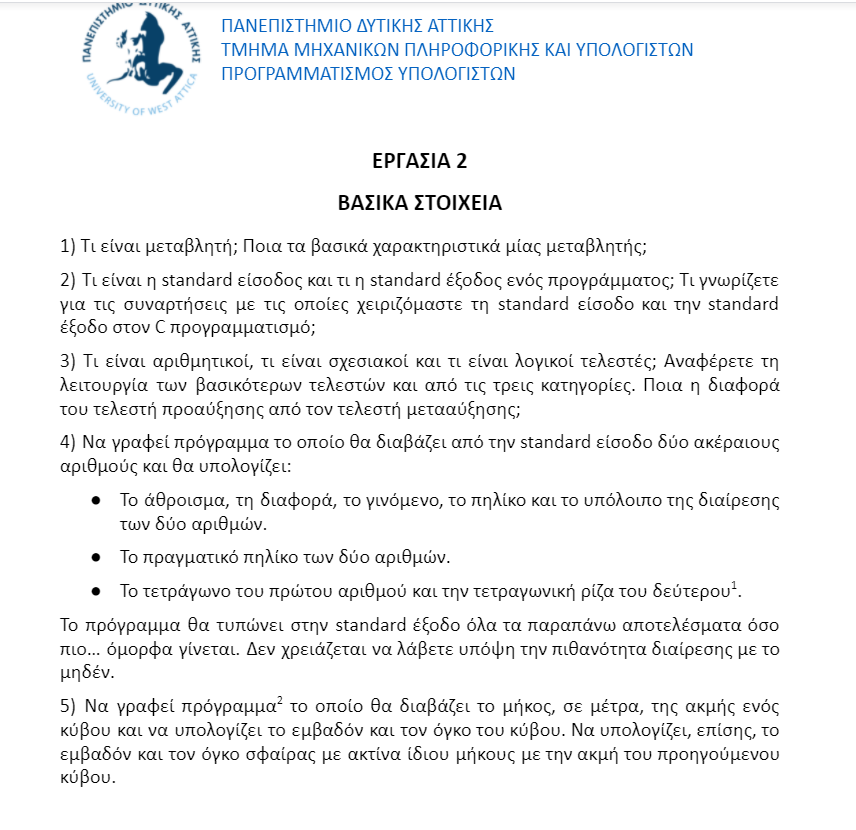 ΠΑΝΕΠΙΣΤΗΜΙΟ ΔΥΤΙΚΗΣ ΑΤΤΙΚΗΣ
UNIVERSITY OF WEST ATTICA
ΠΑΝΕΠΙΣΤΗΜΙΟ ΔΥΤΙΚΗΣ ΑΤΤΙΚΗΣ
ΤΜΗΜΑ ΜΗΧΑΝΙΚΩΝ ΠΛΗΡΟΦΟΡΙΚΗΣ ΚΑΙ ΥΠΟΛΟΓΙΣΤΩΝ
ΠΡΟΓΡΑΜΜΑΤΙΣΜΟΣ ΥΠΟΛΟΓΙΣΤΩΝ
ΕΡΓΑΣΙΑ 2
ΒΑΣΙΚΑ ΣΤΟΙΧΕΙΑ
1) Τι είναι μεταβλητή; Ποια τα βασικά χαρακτηριστικά μίας μεταβλητής;
2) Τι είναι η standard είσοδος και τι η standard έξοδος ενός προγράμματος; Τι γνωρίζετε
για τις συναρτήσεις με τις οποίες χειριζόμαστε τη standard είσοδο και την standard
έξοδο στον C προγραμματισμό;
3) Τι είναι αριθμητικοί, τι είναι σχεσιακοί και τι είναι λογικοί τελεστές; Αναφέρετε τη
λειτουργία των βασικότερων τελεστών και από τις τρεις κατηγορίες. Ποια η διαφορά
του τελεστή προαύξησης από τον τελεστή μετααύξησης;
4) Να γραφεί πρόγραμμα το οποίο θα διαβάζει από την standard είσοδο δύο ακέραιους
αριθμούς και θα υπολογίζει:
● Το άθροισμα, τη διαφορά, το γινόμενο, το πηλίκο και το υπόλοιπο της διαίρεσης
των δύο αριθμών.
● Το πραγματικό πηλίκο των δύο αριθμών.
● Το τετράγωνο του πρώτου αριθμού και την τετραγωνική ρίζα του δεύτερου¹.
Το πρόγραμμα θα τυπώνει στην standard έξοδο όλα τα παραπάνω αποτελέσματα όσο
πιο… όμορφα γίνεται. Δεν χρειάζεται να λάβετε υπόψη την πιθανότητα διαίρεσης με το
μηδέν.
5) Να γραφεί πρόγραμμα² το οποίο θα διαβάζει το μήκος, σε μέτρα, της ακμής ενός
κύβου και να υπολογίζει το εμβαδόν και τον όγκο του κύβου. Να υπολογίζει, επίσης, το
εμβαδόν και τον όγκο σφαίρας με ακτίνα ίδιου μήκους με την ακμή του προηγούμενου
κύβου.